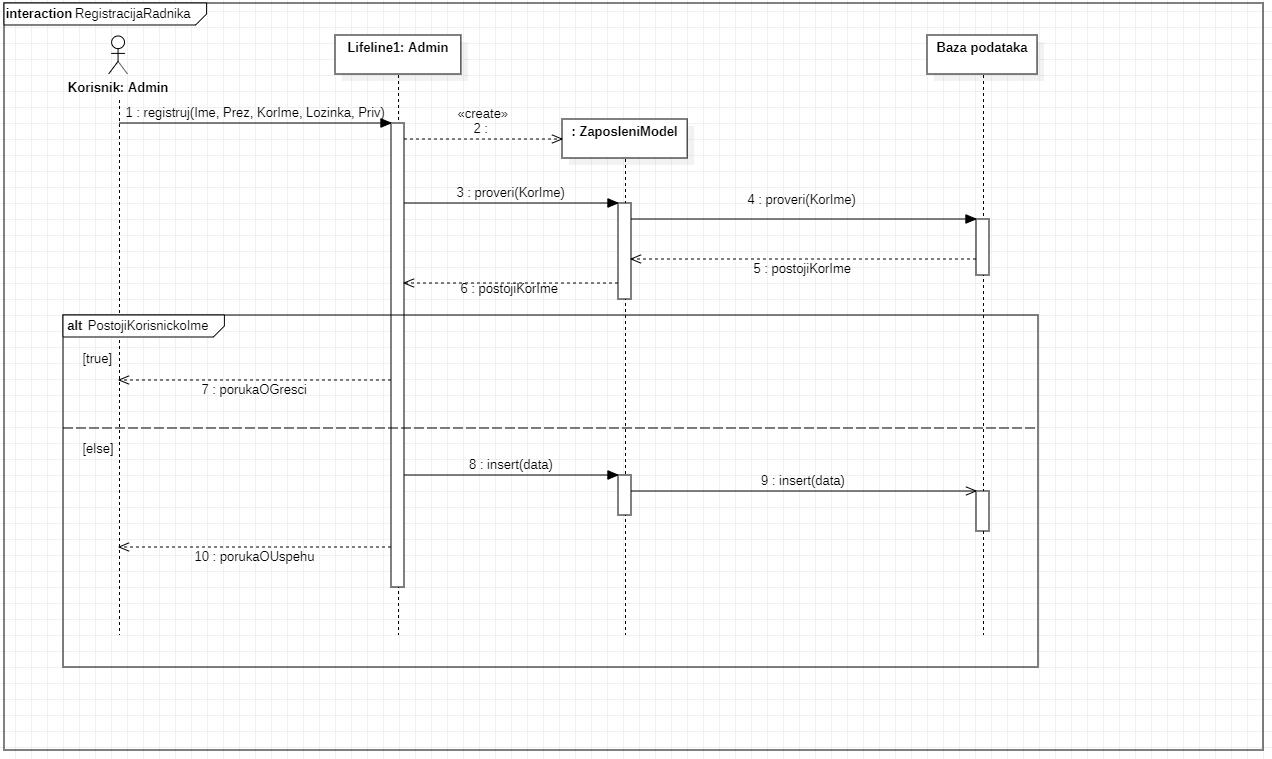 interaction RegistracijaRadnika
Lifeline1: Admin
Baza podataka
Korisnik: Admin
1 : registruj(Ime, Prez, KorIme, Lozinka, Priv)
«create»
2 :
: ZaposleniModel
3 : proveri(KorIme)
4 : proveri(KorIme)
5 : postojiKorIme
6 : postojiKorIme
alt PostojiKorisnickoIme
[true]
7 : porukaOGresci
[else]
8 : insert(data)
9 : insert(data)
10 : porukaOUspehu